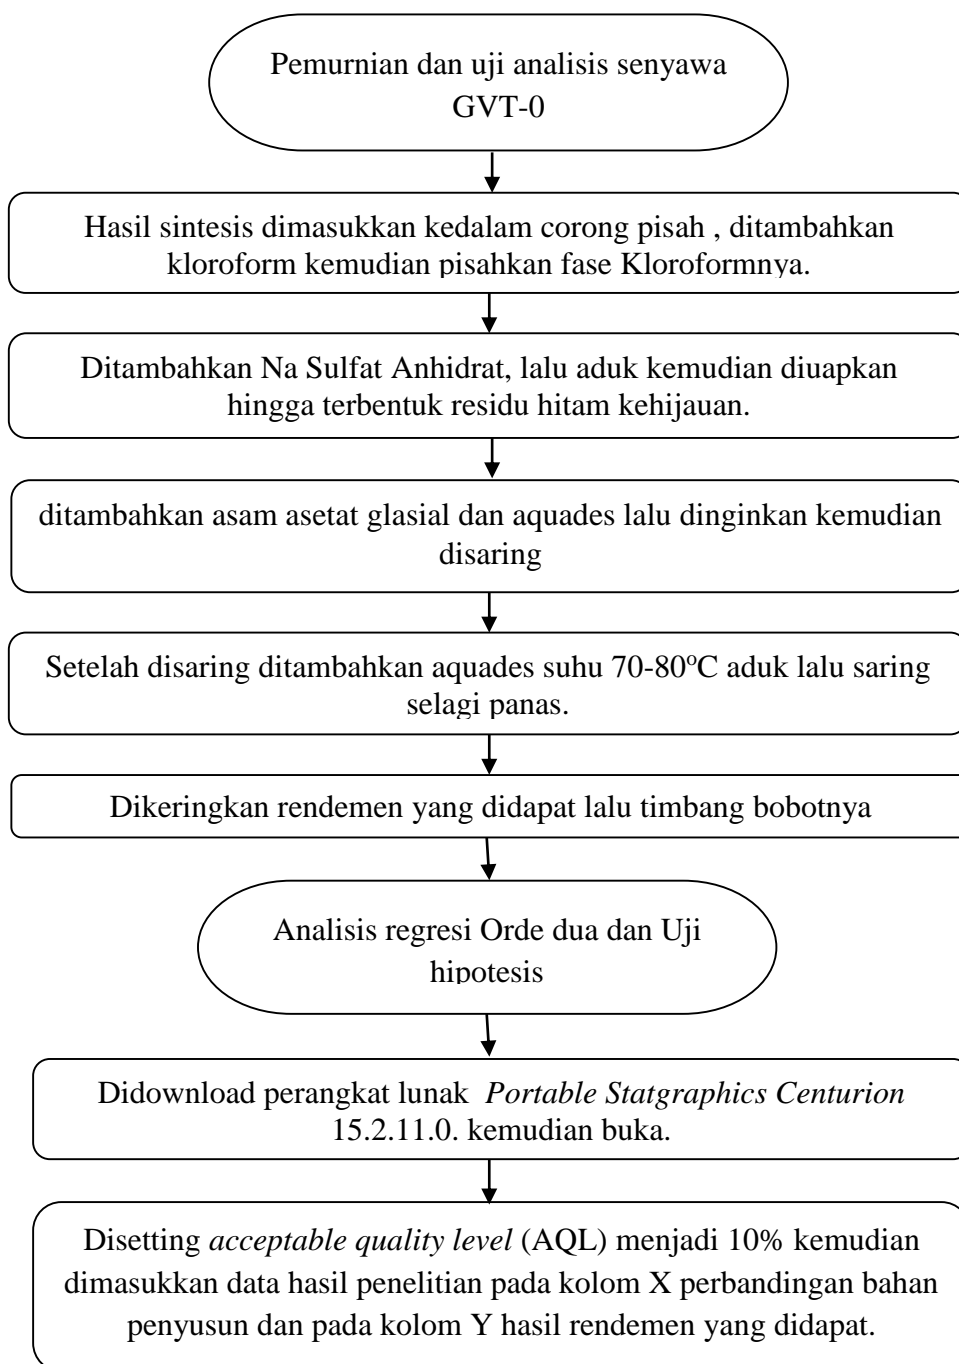 Pemurnian dan uji analisis senyawa
GVT-0
Hasil sintesis dimasukkan kedalam corong pisah , ditambahkan
kloroform kemudian pisahkan fase Kloroformnya.
Ditambahkan Na Sulfat Anhidrat, lalu aduk kemudian diuapkan
hingga terbentuk residu hitam kehijauan.
ditambahkan asam asetat glasial dan aquades lalu dinginkan kemudian
disaring
Setelah disaring ditambahkan aquades suhu 70-80°C aduk lalu saring
selagi panas.
Dikeringkan rendemen yang didapat lalu timbang bobotnya
Analisis regresi Orde dua dan Uji
hipotesis
Didownload perangkat lunak Portable Statgraphics Centurion
15.2.11.0. kemudian buka.
Disetting acceptable quality level (AQL) menjadi 10% kemudian
dimasukkan data hasil penelitian pada kolom X perbandingan bahan
penyusun dan pada kolom Y hasil rendemen yang didapat.